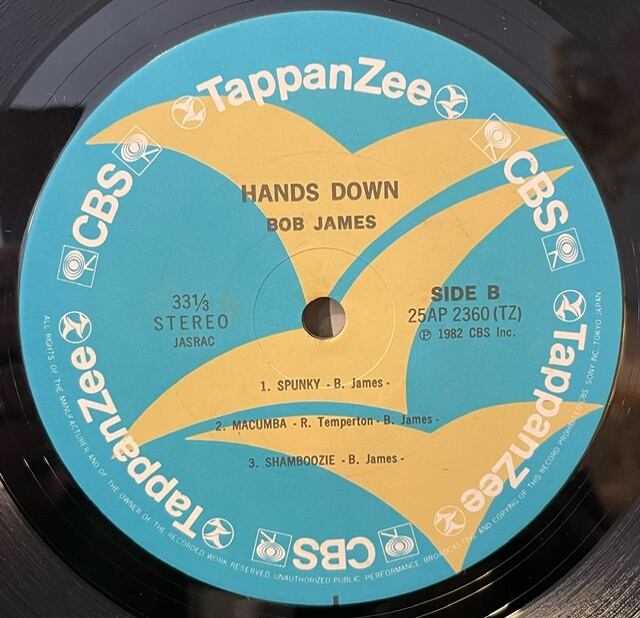 TappanZee
CBS
CBS
HANDS DOWN
BOB JAMES
33⅓
STEREO
JASRAC
SIDE B
25AP 2360(TZ)
Ⓟ 1982 CBS Inc.
1. SPUNKY - B. James -
2. MACUMBA - R. Temperton - B. James -
3. SHAMBOOZIE - B. James -
TappanZee
TappanZee
CBS
ALL RIGHTS OF THE MANUFACTURER AND OF THE OWNER OF THE RECORDED WORK RESERVED. UNAUTHORIZED PUBLIC PERFORMANCE BROADCASTING AND COPYING OF THIS RECORD PROHIBITED CBS/SONY INC. TOKYO JAPAN